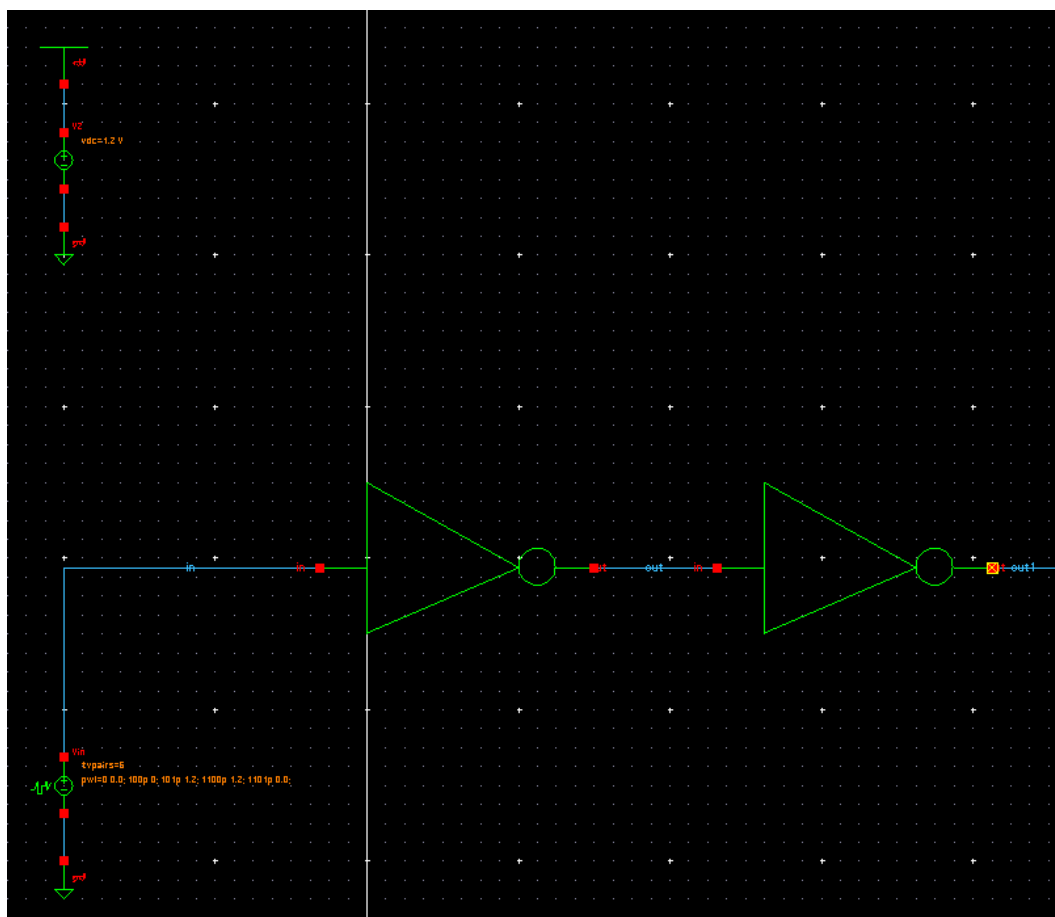 vdd!
V2
vdc=1.2 V
gnd!
in
in
out
in
out1
Vin
tvpairs=6
pwl=0 0.0; 100p 0; 101p 1.2; 1100p 1.2; 1101p 0.0;
gnd!